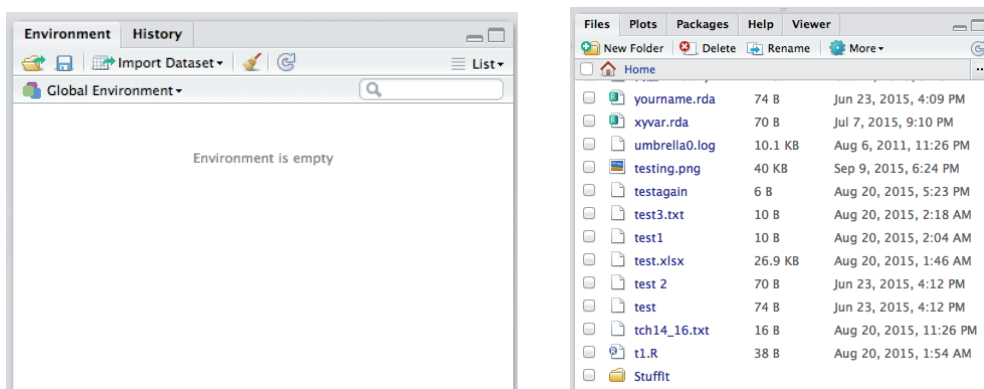 Environment History
Import Dataset List
Global Environment
Environment is empty
Files Plots Packages Help Viewer
New Folder Delete Rename More
Home ...
yourname.rda 74 B Jun 23, 2015, 4:09 PM
xyvar.rda 70 B Jul 7, 2015, 9:10 PM
umbrella0.log 10.1 KB Aug 6, 2011, 11:26 PM
testing.png 40 KB Sep 9, 2015, 6:24 PM
testagain 6 B Aug 20, 2015, 5:23 PM
test3.txt 10 B Aug 20, 2015, 2:18 AM
test1 10 B Aug 20, 2015, 2:04 AM
test.xlsx 26.9 KB Aug 20, 2015, 1:46 AM
test 2 70 B Jun 23, 2015, 4:12 PM
test 74 B Jun 23, 2015, 4:12 PM
tch14_16.txt 16 B Aug 20, 2015, 11:26 PM
t1.R 38 B Aug 20, 2015, 1:54 AM
StuffIt